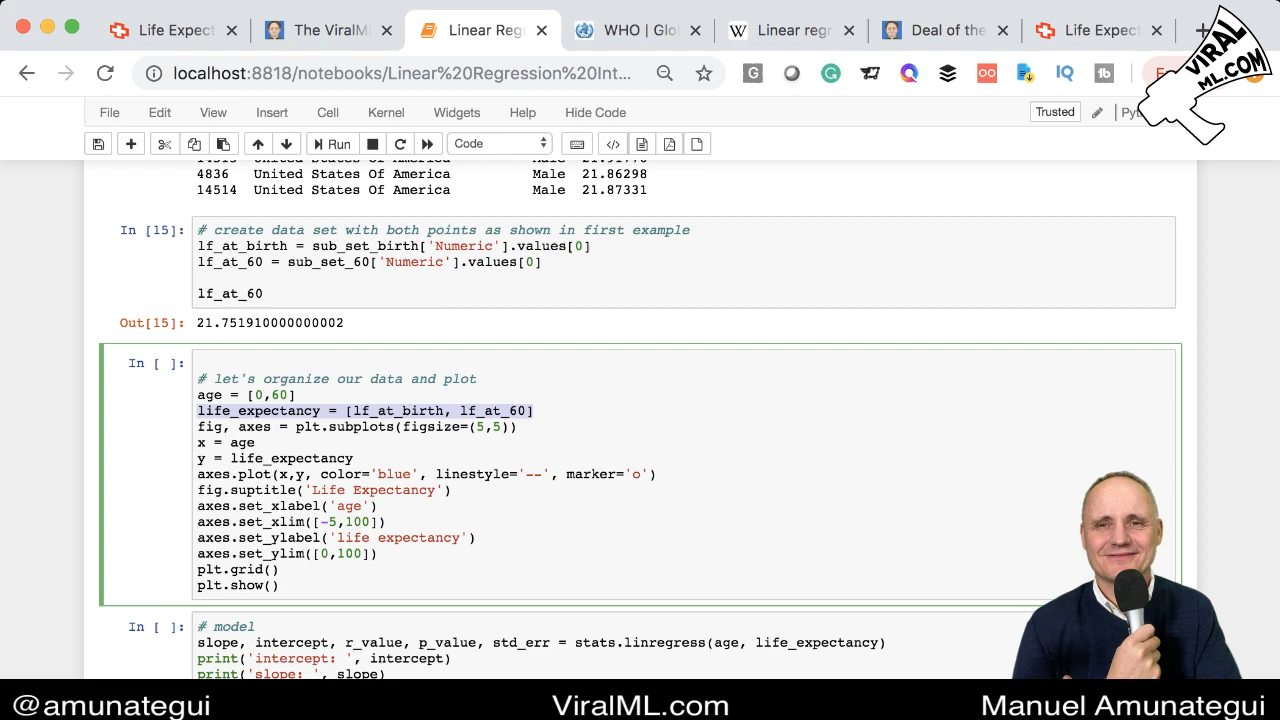 Life Expect
The ViralMl
Linear Reg
WHO | Glo
Linear regr
Deal of the
Life Expect
VIRAL
ML.COM
localhost:8818/notebooks/Linear%20Regression%20Int...
File Edit View Insert Cell Kernel Widgets Help Hide Code
Trusted
Run
Code
4836 United States Of America Male 21.86298
14514 United States Of America Male 21.87331
In [15]:
# create data set with both points as shown in first example
lf_at_birth = sub_set_birth['Numeric'].values[0]
lf_at_60 = sub_set_60['Numeric'].values[0]
lf_at_60
Out[15]: 21.751910000000002
In [ ]:
# let's organize our data and plot
age = [0,60]
life_expectancy = [lf_at_birth, lf_at_60]
fig, axes = plt.subplots(figsize=(5,5))
x = age
y = life_expectancy
axes.plot(x,y, color='blue', linestyle='--', marker='o')
fig.suptitle('Life Expectancy')
axes.set_xlabel('age')
axes.set_xlim([-5,100])
axes.set_ylabel('life expectancy')
axes.set_ylim([0,100])
plt.grid()
plt.show()
In [ ]:
# model
slope, intercept, r_value, p_value, std_err = stats.linregress(age, life_expectancy)
print('intercept: ', intercept)
print('slope: ', slope)
@amunategui ViralML.com Manuel Amunategui